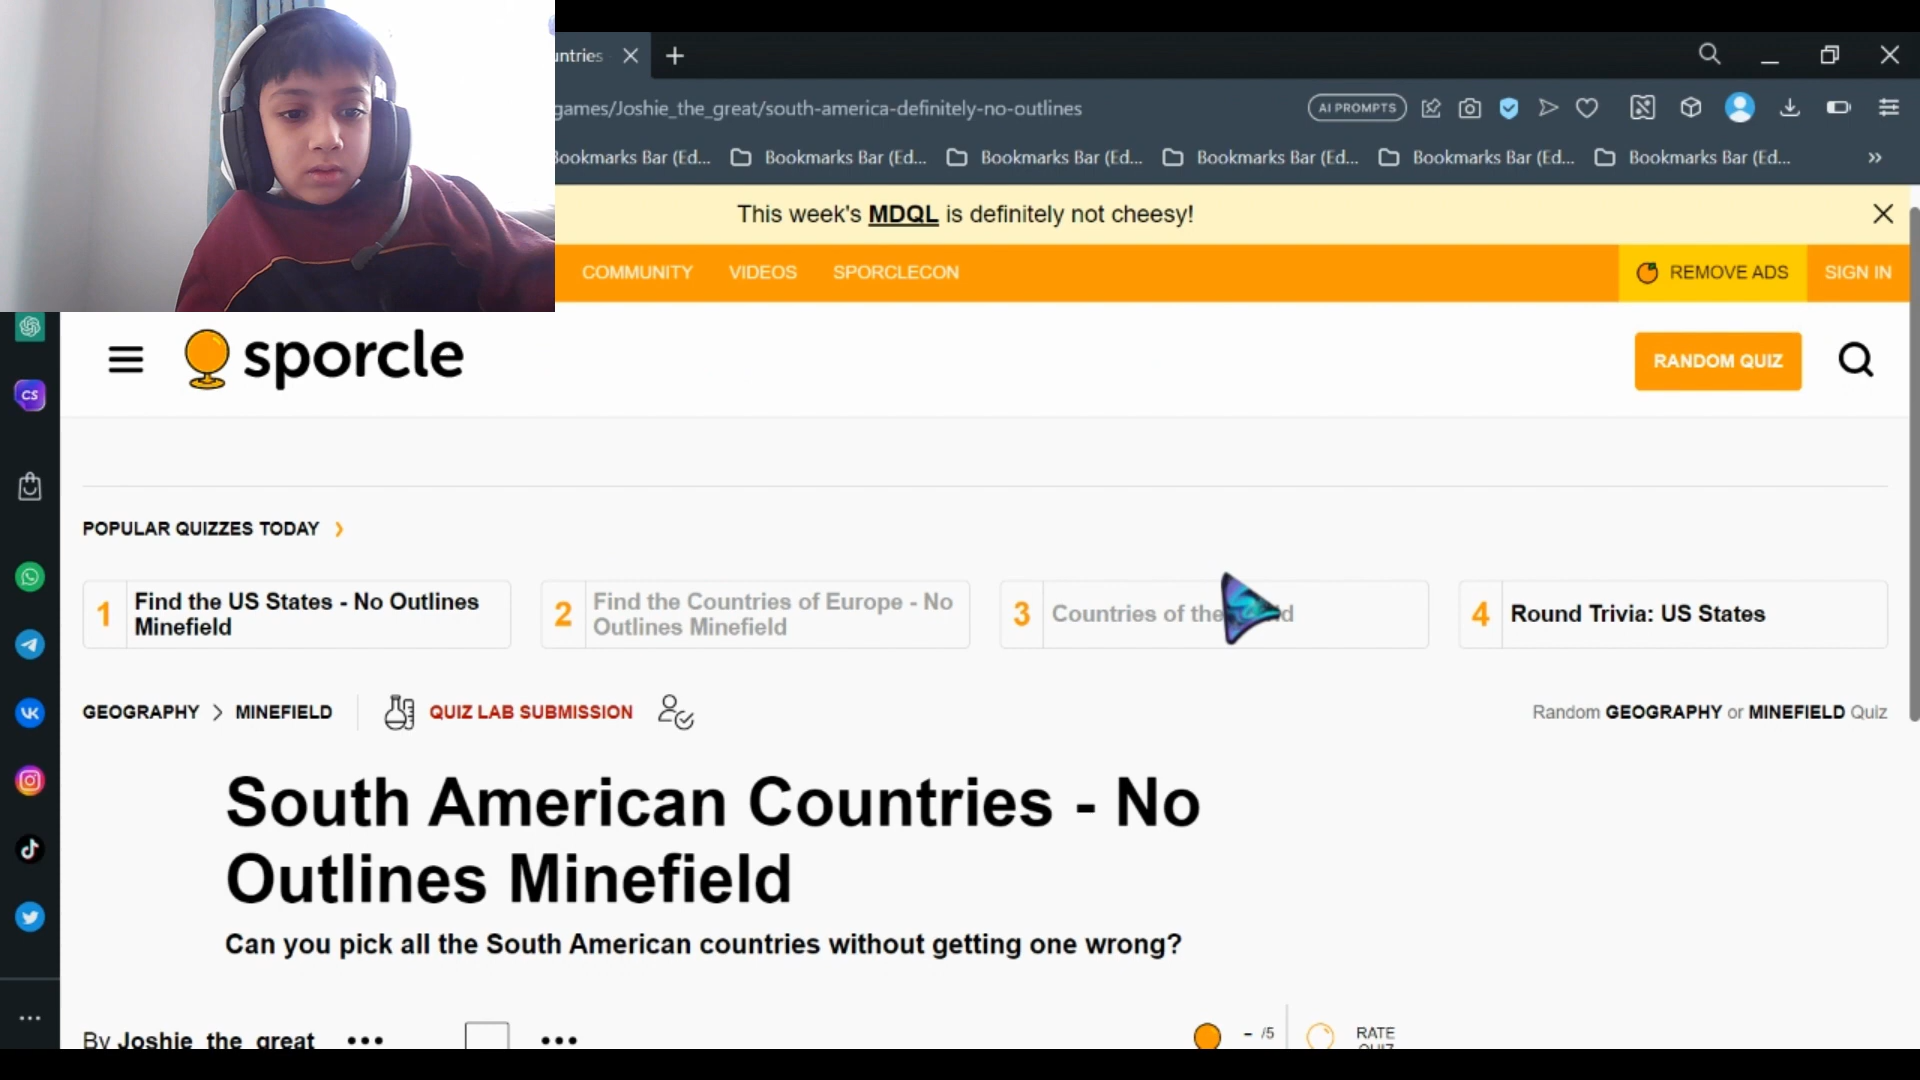 untries
games/Joshie_the_great/south-america-definitely-no-outlines
AI PROMPTS
Bookmarks Bar (Ed...
Bookmarks Bar (Ed...
Bookmarks Bar (Ed...
Bookmarks Bar (Ed...
Bookmarks Bar (Ed...
Bookmarks Bar (Ed...
This week's MDQL is definitely not cheesy!
COMMUNITY
VIDEOS
SPORCLECON
REMOVE ADS
SIGN IN
CS
sporcle
RANDOM QUIZ
POPULAR QUIZZES TODAY
1
Find the US States - No Outlines
Minefield
2
Find the Countries of Europe - No
Outlines Minefield
3
Countries of the
4
Round Trivia: US States
GEOGRAPHY > MINEFIELD
QUIZ LAB SUBMISSION
Random GEOGRAPHY or MINEFIELD Quiz
South American Countries - No
Outlines Minefield
Can you pick all the South American countries without getting one wrong?
By Joshie_the_great
- /5
RATE
QUIZ